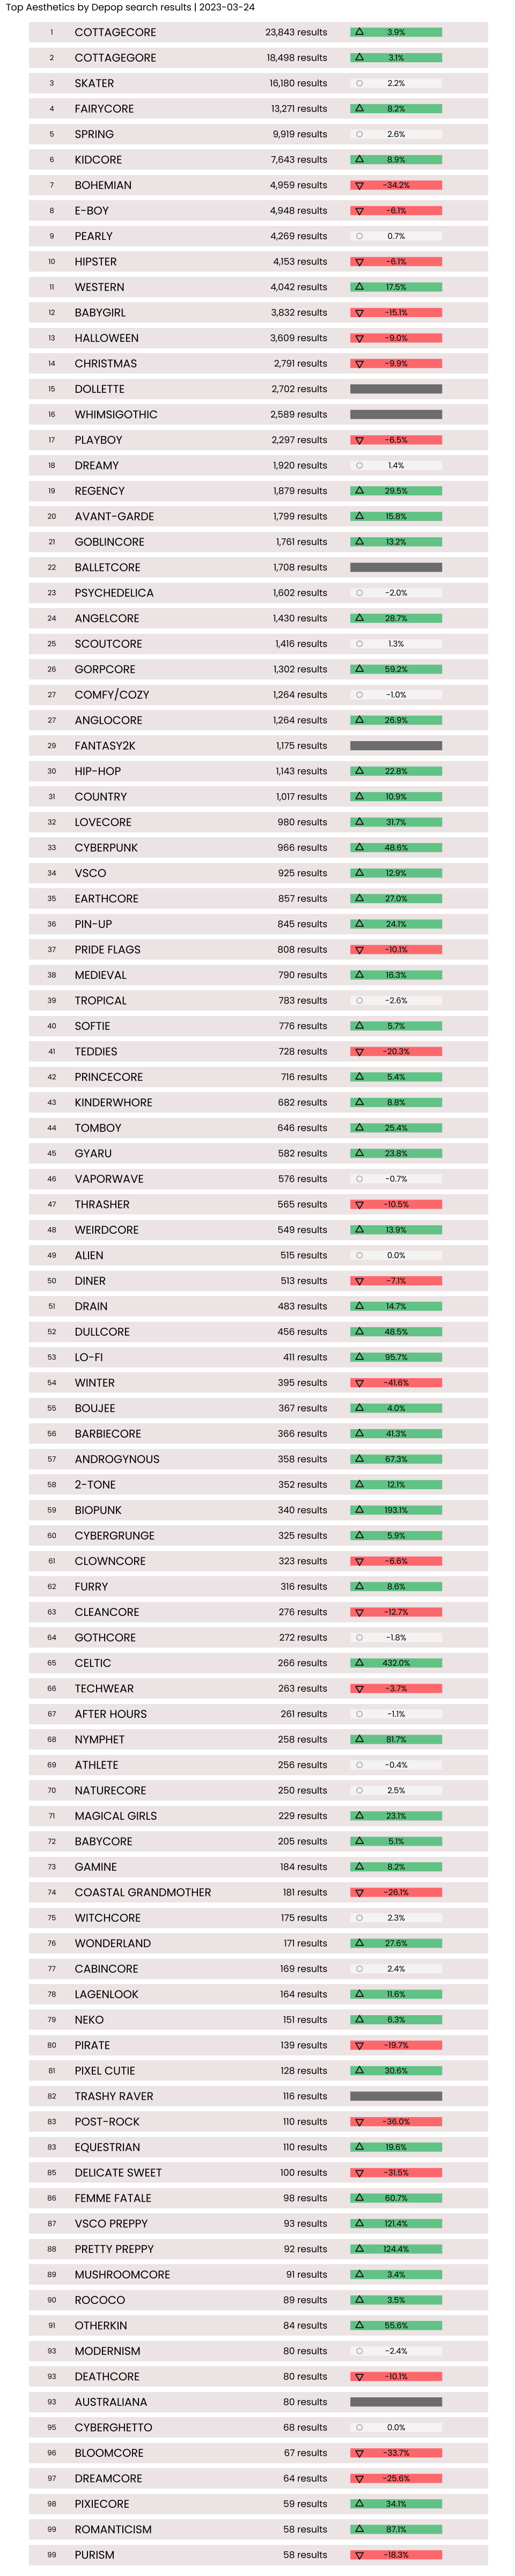 Top Aesthetics by Depop search results | 2023-03-24
1 COTTAGECORE 23,843 results 3.9%
2 COTTAGEGORE 18,498 results 3.1%
3 SKATER 16,180 results 2.2%
4 FAIRYCORE 13,271 results 8.2%
5 SPRING 9,919 results 2.6%
6 KIDCORE 7,643 results 8.9%
7 BOHEMIAN 4,959 results -34.2%
8 E-BOY 4,948 results -6.1%
9 PEARLY 4,269 results 0.7%
10 HIPSTER 4,153 results -6.1%
11 WESTERN 4,042 results 17.5%
12 BABYGIRL 3,832 results -15.1%
13 HALLOWEEN 3,609 results -9.0%
14 CHRISTMAS 2,791 results -9.9%
15 DOLLETTE 2,702 results
16 WHIMSIGOTHIC 2,589 results
17 PLAYBOY 2,297 results -6.5%
18 DREAMY 1,920 results 1.4%
19 REGENCY 1,879 results 29.5%
20 AVANT-GARDE 1,799 results 15.8%
21 GOBLINCORE 1,761 results 13.2%
22 BALLETCORE 1,708 results
23 PSYCHEDELICA 1,602 results -2.0%
24 ANGELCORE 1,430 results 28.7%
25 SCOUTCORE 1,416 results 1.3%
26 GORPCORE 1,302 results 59.2%
27 COMFY/COZY 1,264 results -1.0%
27 ANGLOCORE 1,264 results 26.9%
29 FANTASY2K 1,175 results
30 HIP-HOP 1,143 results 22.8%
31 COUNTRY 1,017 results 10.9%
32 LOVECORE 980 results 31.7%
33 CYBERPUNK 966 results 48.6%
34 VSCO 925 results 12.9%
35 EARTHCORE 857 results 27.0%
36 PIN-UP 845 results 24.1%
37 PRIDE FLAGS 808 results -10.1%
38 MEDIEVAL 790 results 16.3%
39 TROPICAL 783 results -2.6%
40 SOFTIE 776 results 5.7%
41 TEDDIES 728 results -20.3%
42 PRINCECORE 716 results 5.4%
43 KINDERWHORE 682 results 8.8%
44 TOMBOY 646 results 25.4%
45 GYARU 582 results 23.8%
46 VAPORWAVE 576 results -0.7%
47 THRASHER 565 results -10.5%
48 WEIRDCORE 549 results 13.9%
49 ALIEN 515 results 0.0%
50 DINER 513 results -7.1%
51 DRAIN 483 results 14.7%
52 DULLCORE 456 results 48.5%
53 LO-FI 411 results 95.7%
54 WINTER 395 results -41.6%
55 BOUJEE 367 results 4.0%
56 BARBIECORE 366 results 41.3%
57 ANDROGYNOUS 358 results 67.3%
58 2-TONE 352 results 12.1%
59 BIOPUNK 340 results 193.1%
60 CYBERGRUNGE 325 results 5.9%
61 CLOWNCORE 323 results -6.6%
62 FURRY 316 results 8.6%
63 CLEANCORE 276 results -12.7%
64 GOTHCORE 272 results -1.8%
65 CELTIC 266 results 432.0%
66 TECHWEAR 263 results -3.7%
67 AFTER HOURS 261 results -1.1%
68 NYMPHET 258 results 81.7%
69 ATHLETE 256 results -0.4%
70 NATURECORE 250 results 2.5%
71 MAGICAL GIRLS 229 results 23.1%
72 BABYCORE 205 results 5.1%
73 GAMINE 184 results 8.2%
74 COASTAL GRANDMOTHER 181 results -26.1%
75 WITCHCORE 175 results 2.3%
76 WONDERLAND 171 results 27.6%
77 CABINCORE 169 results 2.4%
78 LAGENLOOK 164 results 11.6%
79 NEKO 151 results 6.3%
80 PIRATE 139 results -19.7%
81 PIXEL CUTIE 128 results 30.6%
82 TRASHY RAVER 116 results
83 POST-ROCK 110 results -36.0%
83 EQUESTRIAN 110 results 19.6%
85 DELICATE SWEET 100 results -31.5%
86 FEMME FATALE 98 results 60.7%
87 VSCO PREPPY 93 results 121.4%
88 PRETTY PREPPY 92 results 124.4%
89 MUSHROOMCORE 91 results 3.4%
90 ROCOCO 89 results 3.5%
91 OTHERKIN 84 results 55.6%
93 MODERNISM 80 results -2.4%
93 DEATHCORE 80 results -10.1%
93 AUSTRALIANA 80 results
95 CYBERGHETTO 68 results 0.0%
96 BLOOMCORE 67 results -33.7%
97 DREAMCORE 64 results -25.6%
98 PIXIECORE 59 results 34.1%
99 ROMANTICISM 58 results 87.1%
99 PURISM 58 results -18.3%